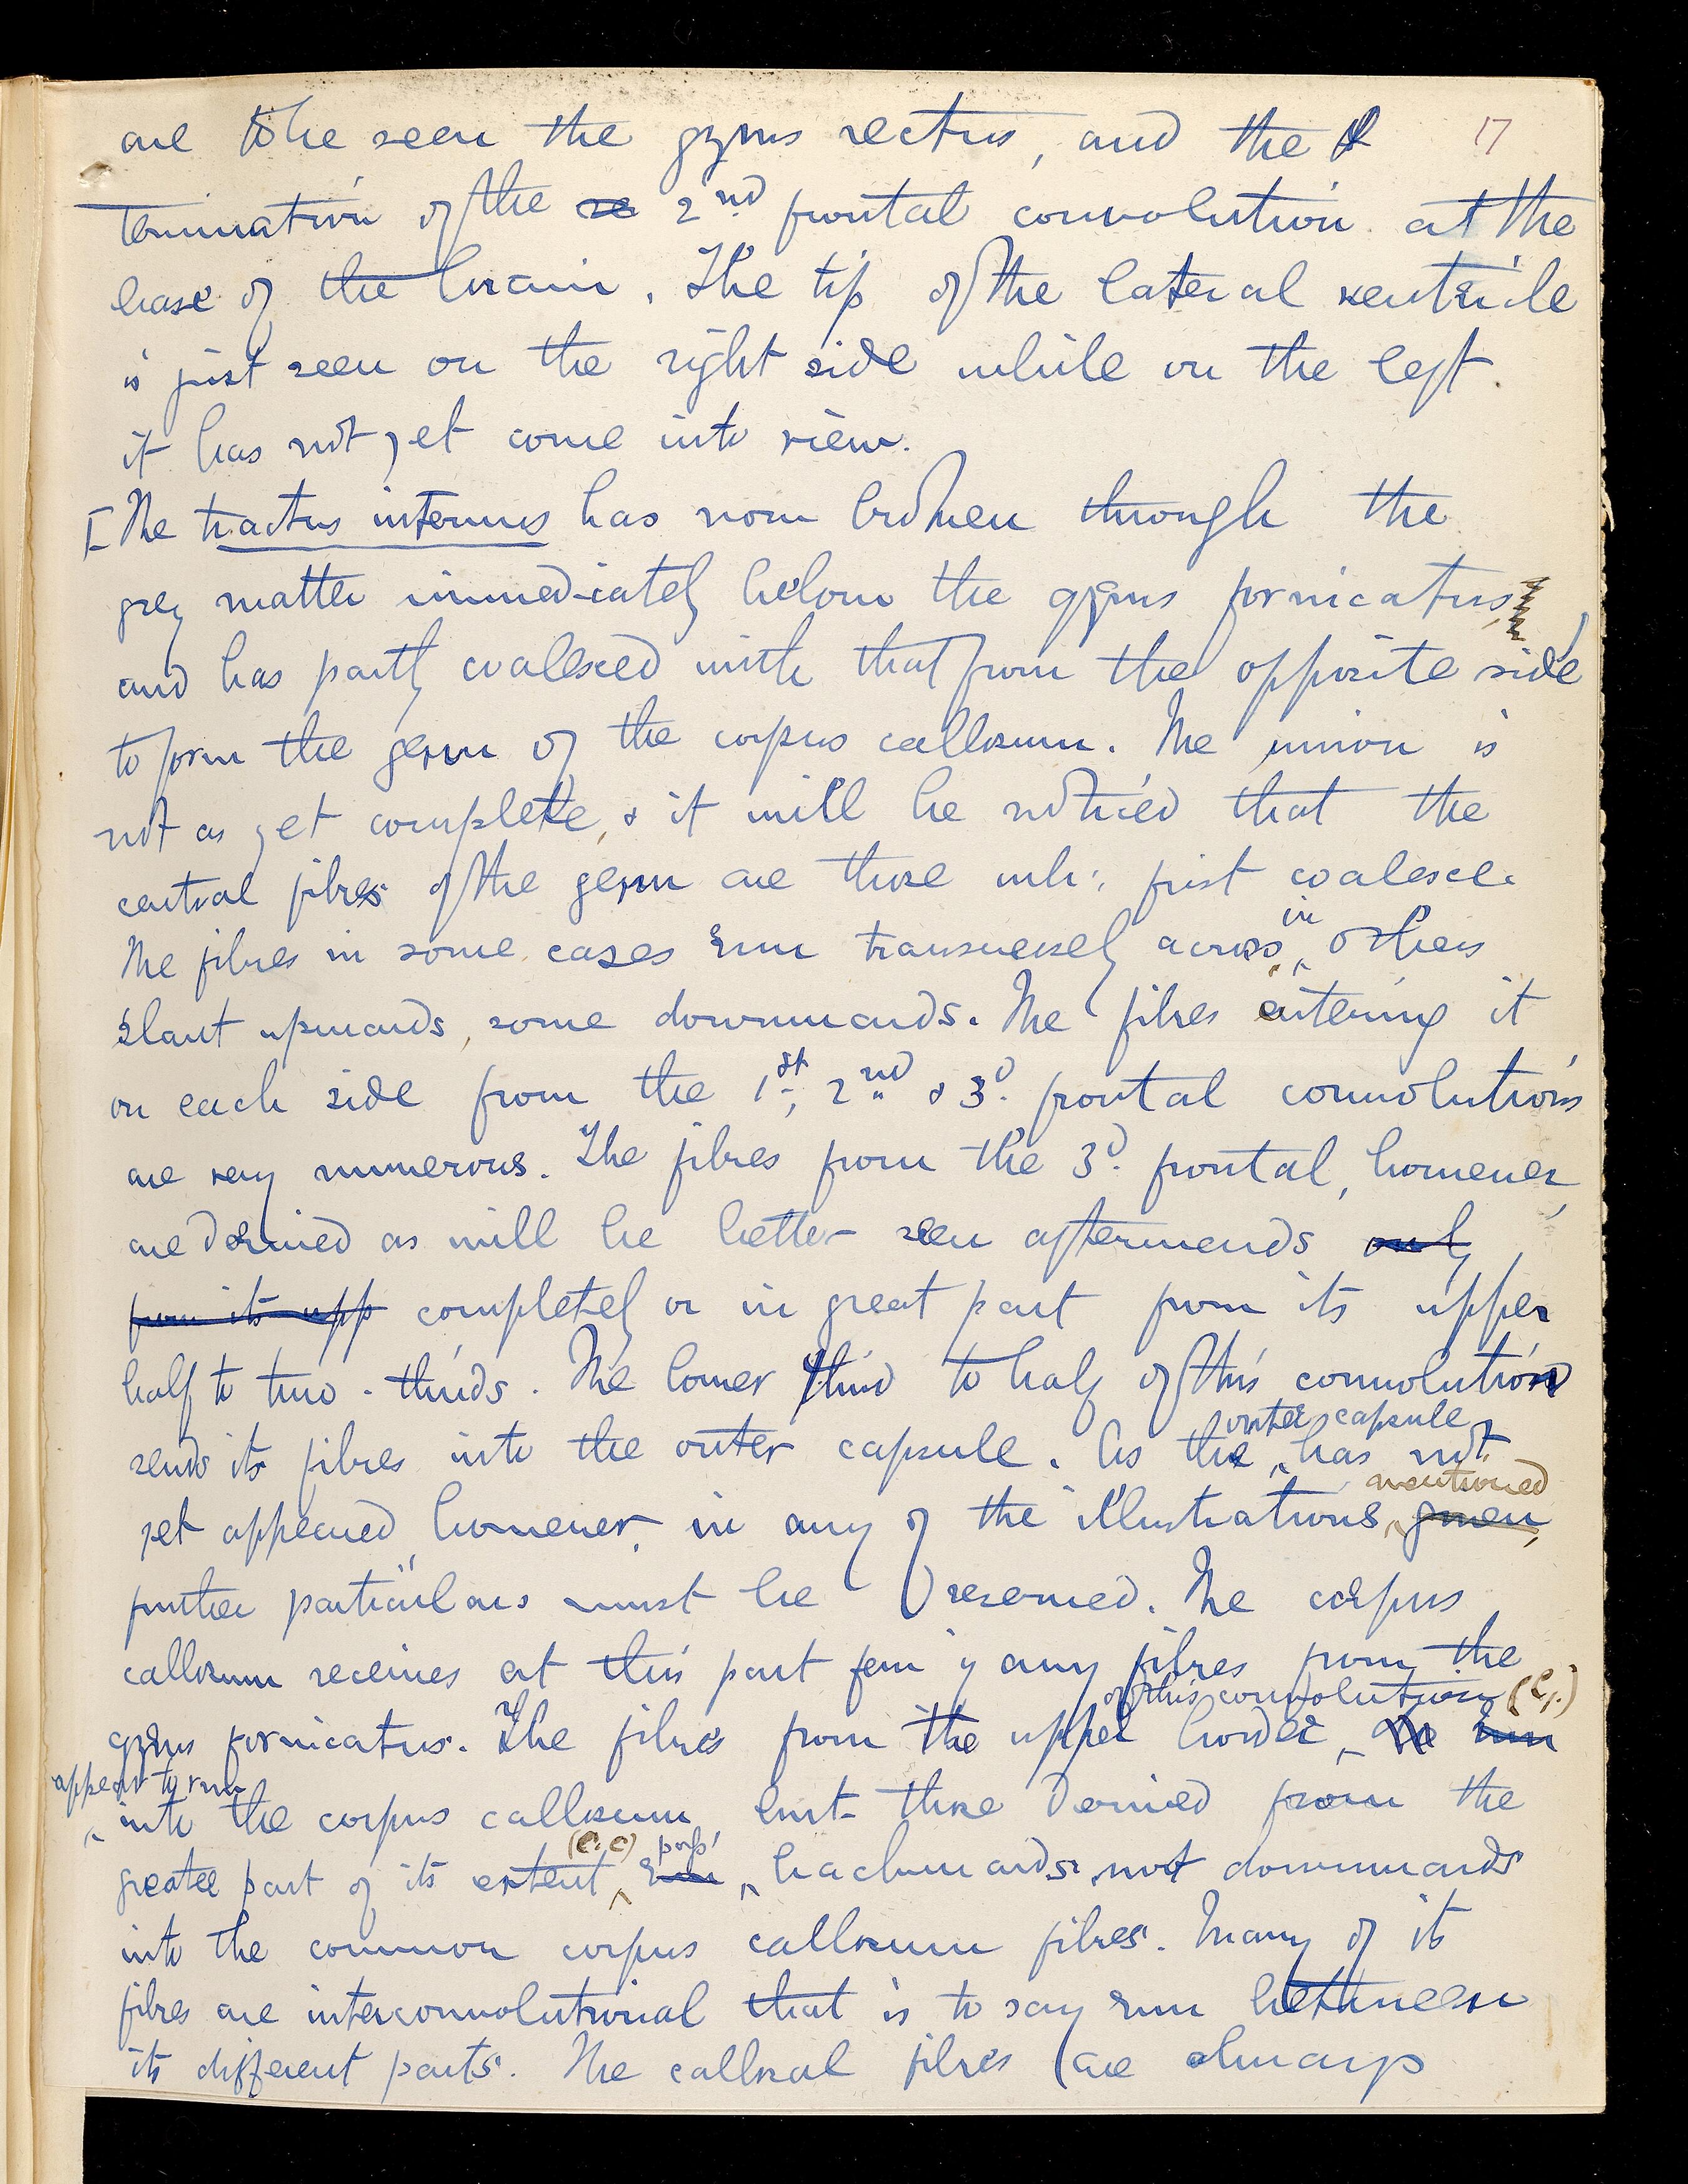 17
are to be seen the gyrus rectus, and the
termination of the se 2nd frontal convolution at the
base of the brain. The tip of the lateral ventricle
is just seen on the right side while on the left
it has not yet come into view.
[The tractus internus has now broken through the
grey matter immediately below the gyrus fornicatus,
and has partly coalesced with that from the opposite side
to form the genu of the corpus callosum. The union is
not as yet complete, & it will be noticed that the
central fibres of the genu are those wh: first coalesce.
in
The fibres in some cases run transversely across, others
slant upwards, some downwards. The fibres entering it
on each side from the 1st, 2nd & 3d. frontal convolutions
are very numerous. The fibres from the 3d. frontal, however,
are derived as will be better seen afterwards only
from its upp completely or in great part from its upper
half to two-thirds. The lower third to half of this convolution
outer capsule
sends its fibres into the outer capsule. As the has not
mentioned
yet appeared, however, in any of the illustrations, given,
further particulars must be reserved. The corpus
callosum receives at this part few if any fibres from the
of this convolution
gyrus fornicatus. The fibres from the upper border run
appear to run
into the corpus callosum but those derived from the
(c.c)
greater part of its extent, run backwards not downwards
into the common corpus callosum fibres. Many of its
fibres are interconvolutional that is to say run between
its different parts. The callosal fibres are always